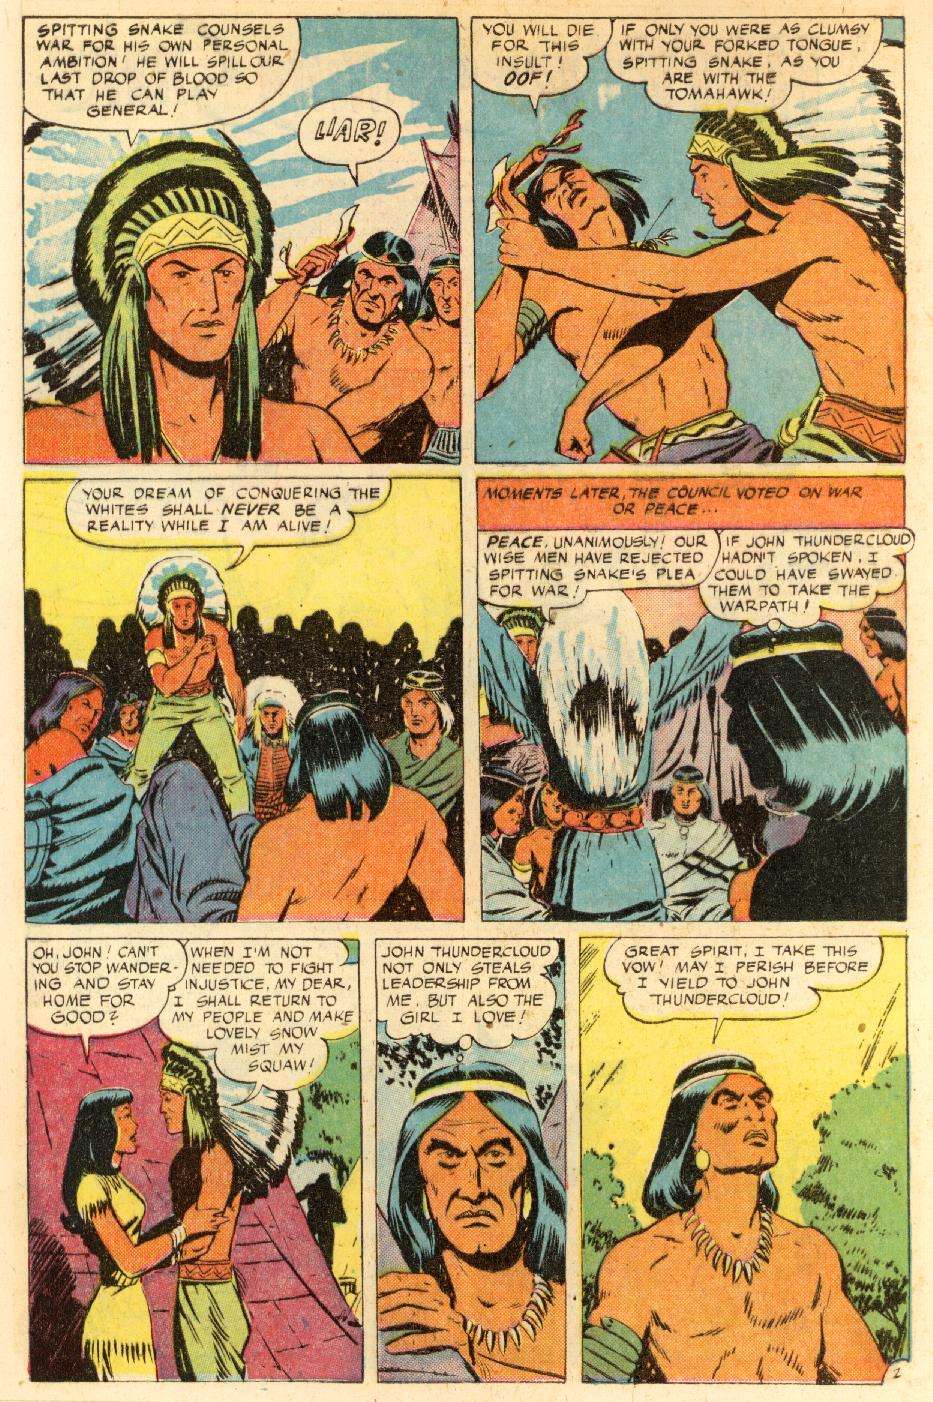 SPITTING SNAKE COUNSELS
WAR FOR HIS OWN PERSONAL
AMBITION! HE WILL SPILL OUR
LAST DROP OF BLOOD SO
THAT HE CAN PLAY
GENERAL!
LIAR!
YOU WILL DIE
FOR THIS
INSULT!
OOF!
IF ONLY YOU WERE AS CLUMSY
WITH YOUR FORKED TONGUE,
SPITTING SNAKE, AS YOU
ARE WITH THE
TOMAHAWK!
YOUR DREAM OF CONQUERING THE
WHITES SHALL NEVER BE A
REALITY WHILE I AM ALIVE!
MOMENTS LATER, THE COUNCIL VOTED ON WAR
OR PEACE...
PEACE, UNANIMOUSLY! OUR
WISE MEN HAVE REJECTED
SPITTING SNAKE'S PLEA
FOR WAR!
IF JOHN THUNDERCLOUD
HADN'T SPOKEN, I
COULD HAVE SWAYED
THEM TO TAKE THE
WARPATH!
OH, JOHN! CAN'T
YOU STOP WANDER-
ING AND STAY
HOME FOR
GOOD?
WHEN I'M NOT
NEEDED TO FIGHT
INJUSTICE, MY DEAR,
I SHALL RETURN TO
MY PEOPLE AND MAKE
LOVELY SNOW
MIST MY
SQUAW!
JOHN THUNDERCLOUD
NOT ONLY STEALS
LEADERSHIP FROM
ME, BUT ALSO THE
GIRL I LOVE!
GREAT SPIRIT, I TAKE THIS
VOW! MAY I PERISH BEFORE
I YIELD TO JOHN
THUNDERCLOUD!
2